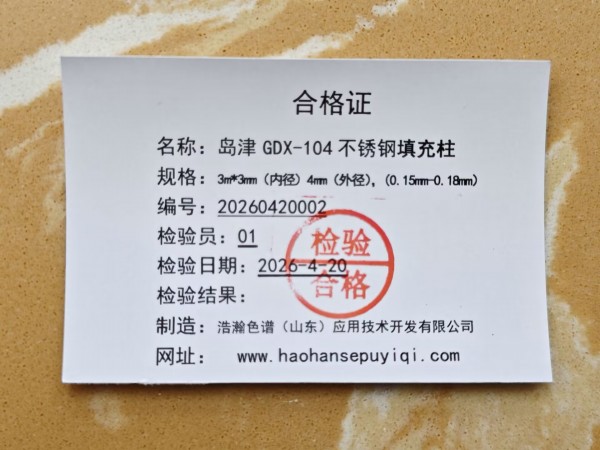 合格证
名称：岛津 GDX-104 不锈钢填充柱
规格：3m*3mm（内径）4mm（外径），（0.15mm-0.18mm）
编号：20260420002
检验员：01
检验日期：2026-4-20
检验结果：
检验
合格
制造：浩瀚色谱（山东）应用技术开发有限公司
网址： www.haohansepuyiqi.com